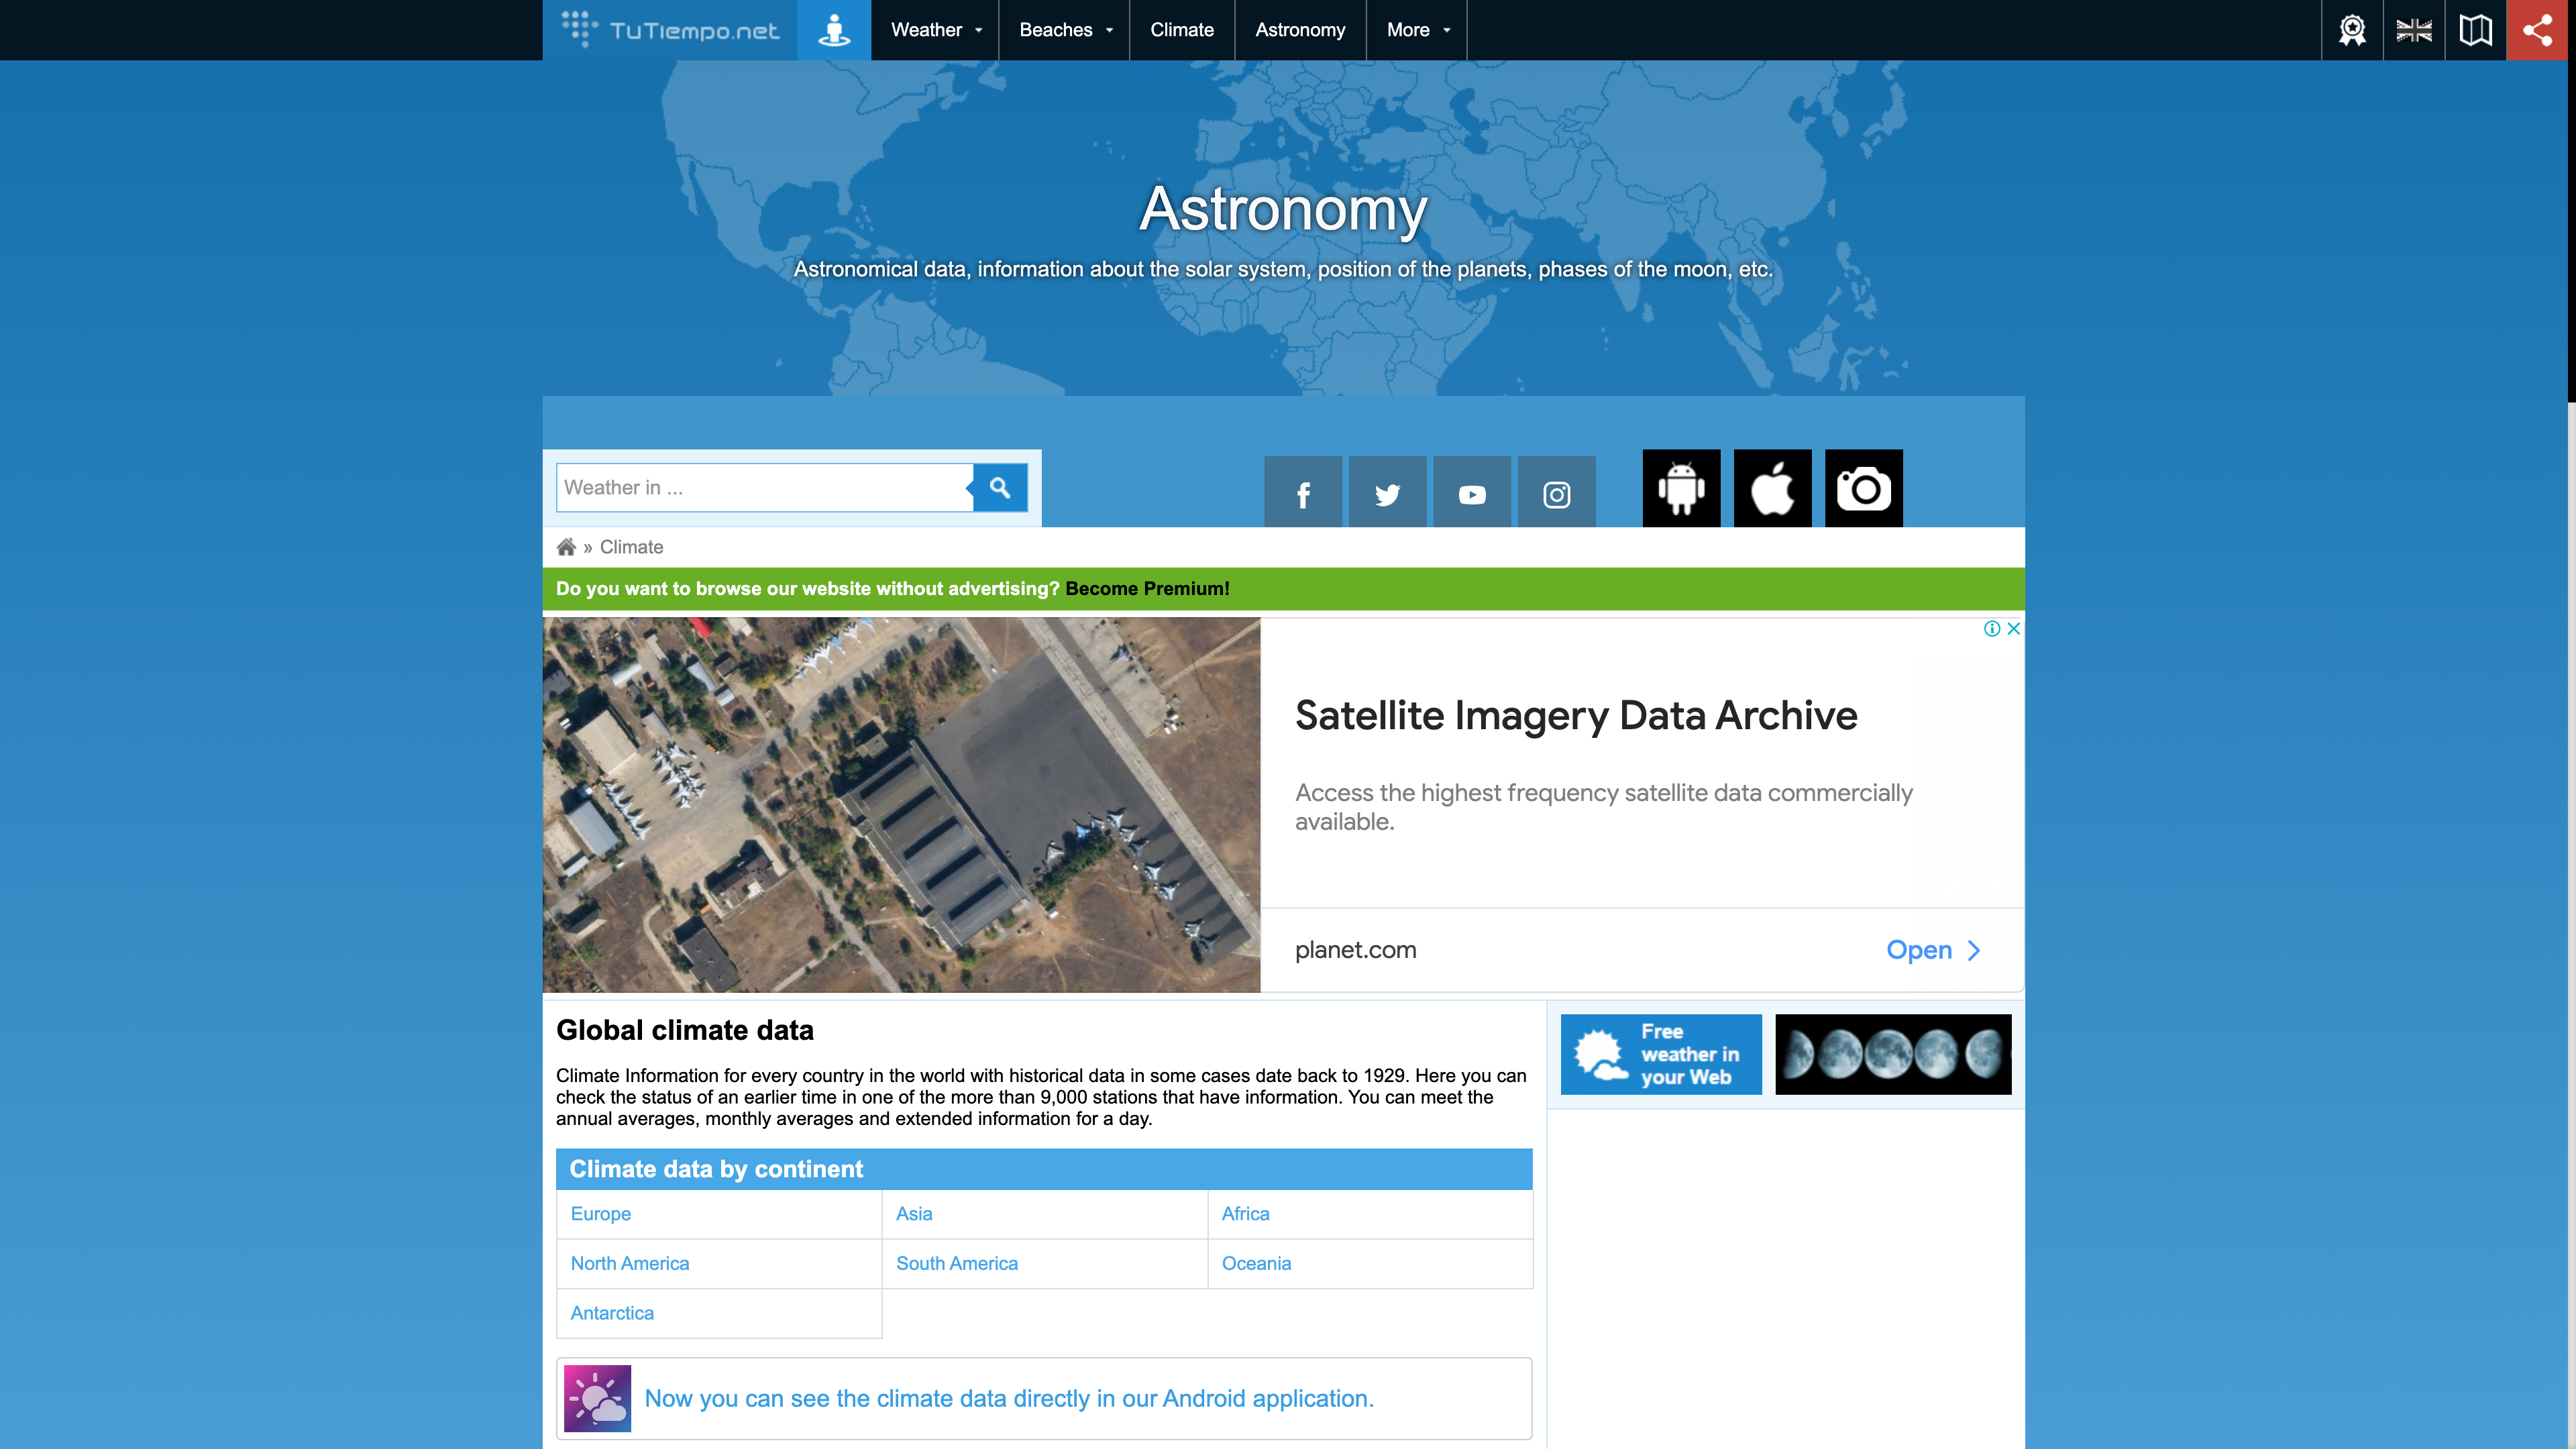 TuTiempo.net
Weather
Beaches
Climate
Astronomy
More
Astronomy
Astronomical data, information about the solar system, position of the planets, phases of the moon, etc.
Weather in ...
» Climate
Do you want to browse our website without advertising? Become Premium!
Satellite Imagery Data Archive
Access the highest frequency satellite data commercially
available.
planet.com
Open
Global climate data
Climate Information for every country in the world with historical data in some cases date back to 1929. Here you can
check the status of an earlier time in one of the more than 9,000 stations that have information. You can meet the
annual averages, monthly averages and extended information for a day.
Climate data by continent
Europe
Asia
Africa
North America
South America
Oceania
Antarctica
Now you can see the climate data directly in our Android application.
Free
weather in
your Web